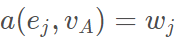 a(e_j, v_A) = w_j